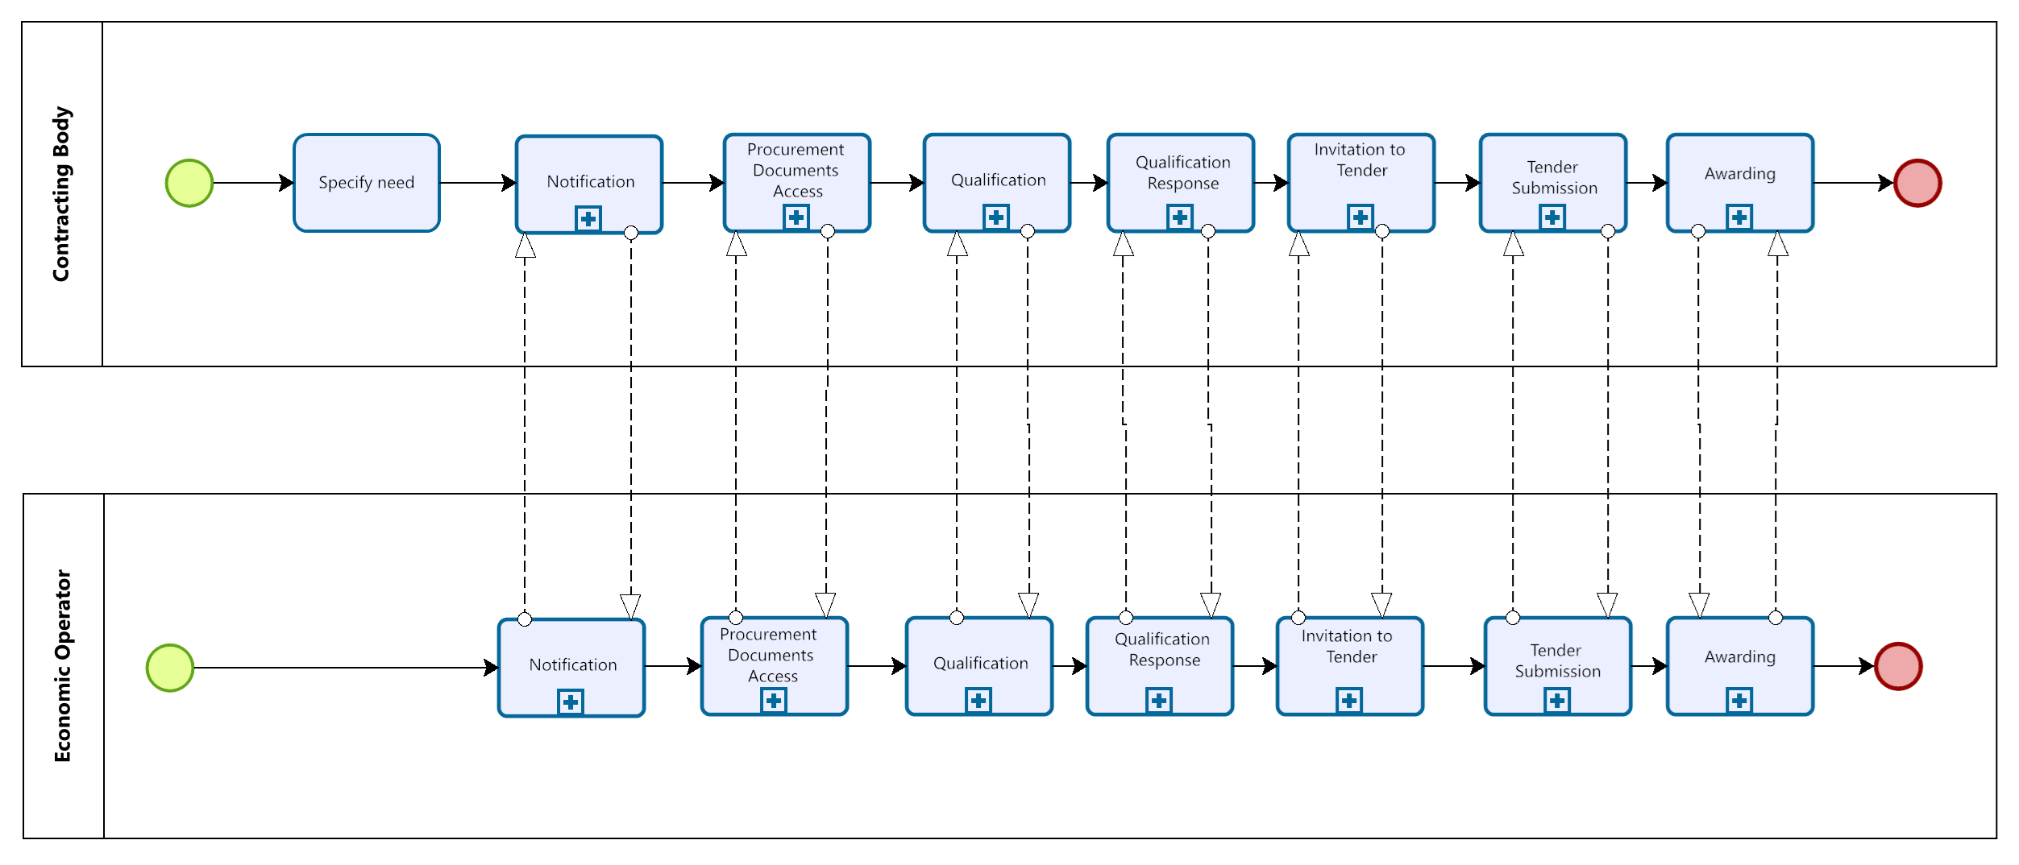 Contracting Body
Specify need
Notification
Procurement
Documents
Access
Qualification
Qualification
Response
Invitation to
Tender
Tender
Submission
Awarding
Economic Operator
Notification
Procurement
Documents
Access
Qualification
Qualification
Response
Invitation to
Tender
Tender
Submission
Awarding